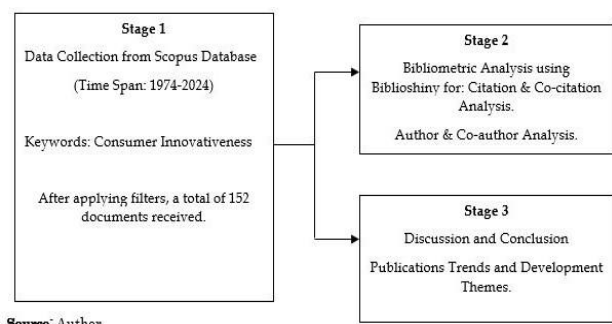 Stage 1
Data Collection from Scopus Database
(Time Span: 1974-2024)
Keywords: Consumer Innovativeness
After applying filters, a total of 152
documents received.
Stage 2
Bibliometric Analysis using
Biblioshiny for: Citation & Co-citation
Analysis.
Author & Co-author Analysis.
Stage 3
Discussion and Conclusion
Publications Trends and Development
Themes.
Source: Author